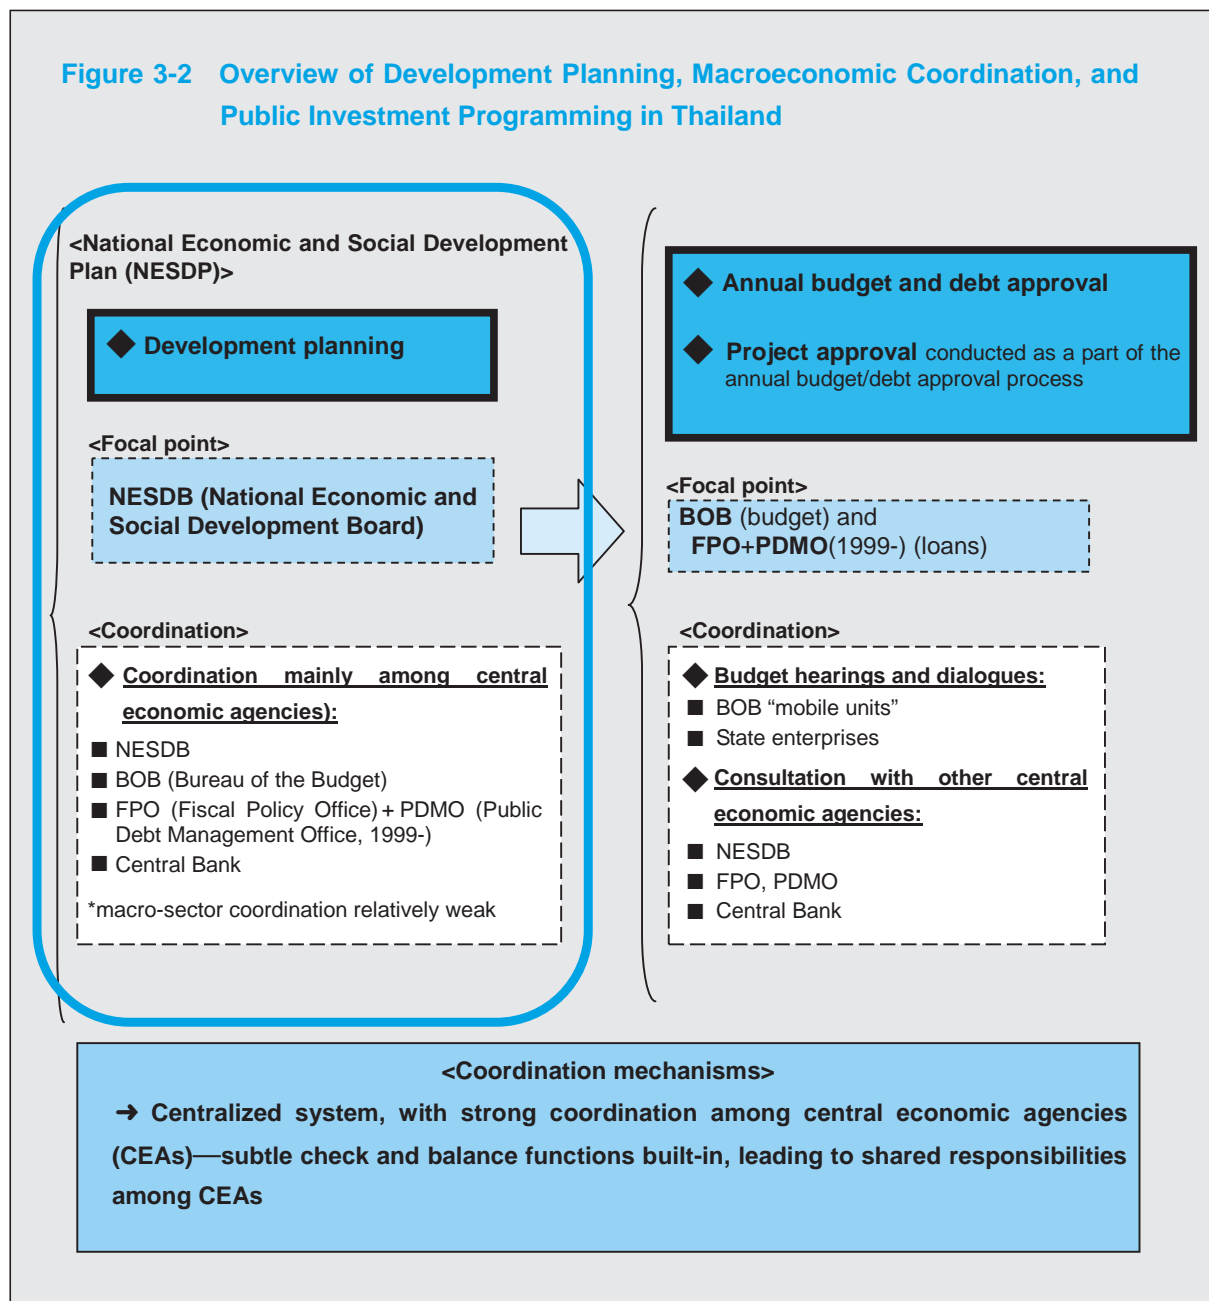 Figure 3-2 Overview of Development Planning, Macroeconomic Coordination, and
Public Investment Programming in Thailand
<National Economic and Social Development
Plan (NESDP)>
◆ Development planning
<Focal point>
NESDB (National Economic and
Social Development Board)
<Coordination>
◆ Coordination mainly among central
economic agencies):
■ NESDB
■ BOB (Bureau of the Budget)
■ FPO (Fiscal Policy Office) + PDMO (Public
Debt Management Office, 1999-)
■ Central Bank
*macro-sector coordination relatively weak
◆ Annual budget and debt approval
◆ Project approval conducted as a part of the
annual budget/debt approval process
<Focal point>
BOB (budget) and
FPO+PDMO(1999-) (loans)
<Coordination>
◆ Budget hearings and dialogues:
■ BOB “mobile units”
■ State enterprises
◆ Consultation with other central
economic agencies:
■ NESDB
■ FPO, PDMO
■ Central Bank
<Coordination mechanisms>
➜ Centralized system, with strong coordination among central economic agencies
(CEAs)—subtle check and balance functions built-in, leading to shared responsibilities
among CEAs